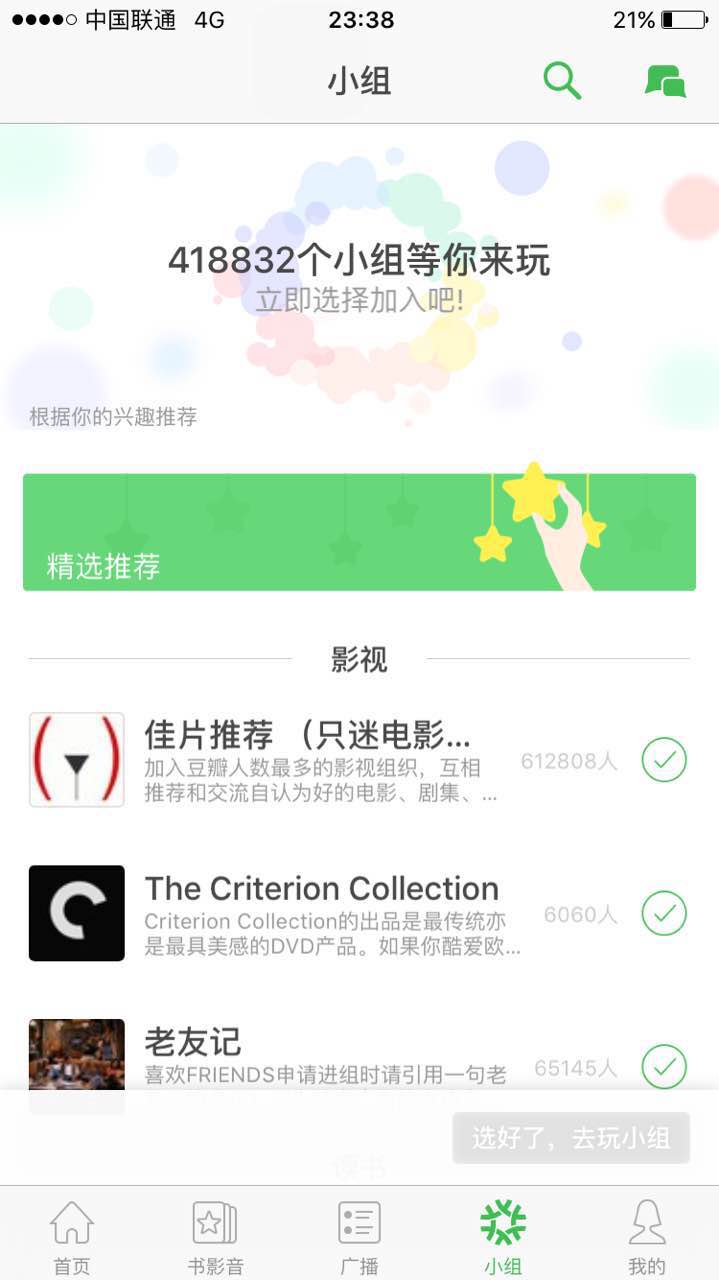 中国联通 4G 23:38 21%
小组
418832个小组等你来玩
立即选择加入吧!
根据你的兴趣推荐
精选推荐
影视
佳片推荐 （只迷电影...
加入豆瓣人数最多的影视组织，互相
推荐和交流自认为好的电影、剧集、...
612808人
The Criterion Collection
Criterion Collection的出品是最传统亦
是最具美感的DVD产品。如果你酷爱欧...
6060人
老友记
喜欢FRIENDS申请进组时请引用一句老
65145人
选好了，去玩小组
读书
首页 书影音 广播 小组 我的